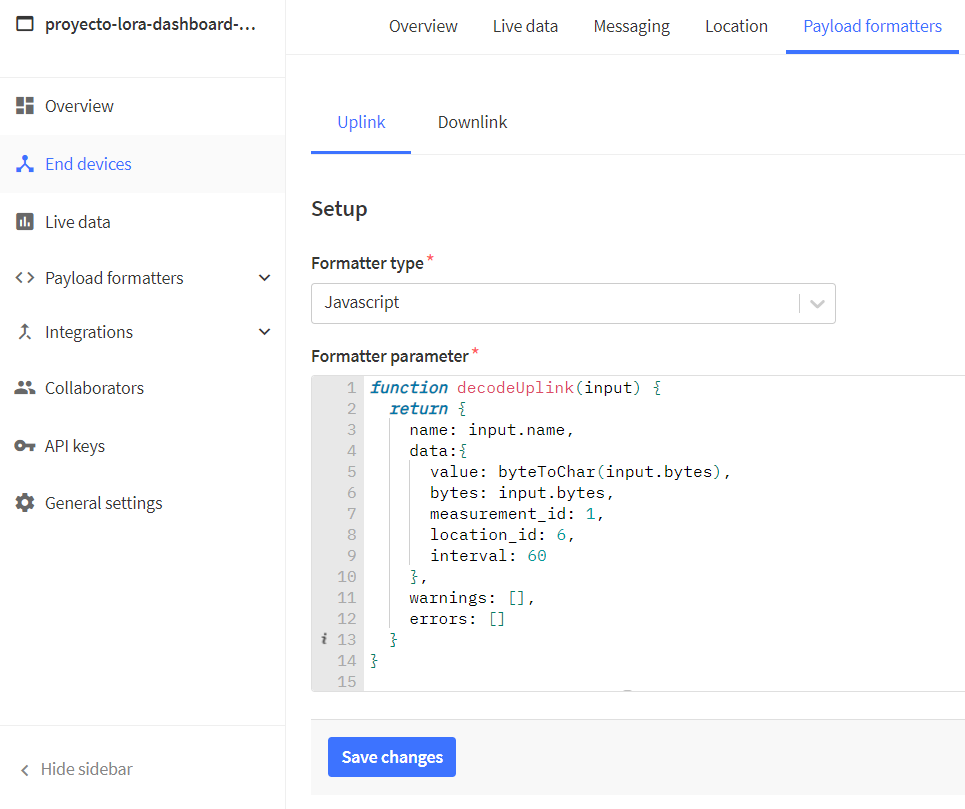 proyecto-lora-dashboard-...
Overview
End devices
Live data
Payload formatters
Integrations
Collaborators
API keys
General settings
Hide sidebar
Overview Live data Messaging Location Payload formatters
Uplink Downlink
Setup
Formatter type *
Javascript
Formatter parameter *
1 function decodeUplink(input) {
2 return {
3 name: input.name,
4 data:{
5 value: byteToChar(input.bytes),
6 bytes: input.bytes,
7 measurement_id: 1,
8 location_id: 6,
9 interval: 60
10 },
11 warnings: [],
12 errors: []
i 13 }
14 }
15
Save changes